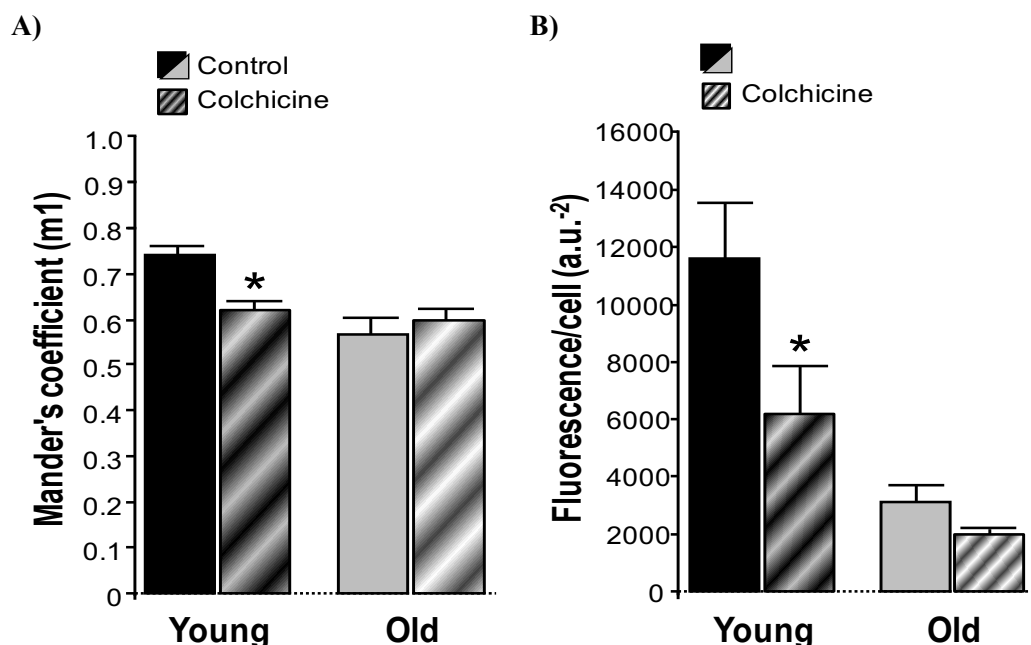 A)
Control
Colchicine
Mander's coefficient (m1)
1.0
0.9
0.8
0.7
0.6
0.5
0.4
0.3
0.2
0.1
0
*
Young Old
B)
Colchicine
Fluorescence/cell (a.u.⁻²)
16000
14000
12000
10000
8000
6000
4000
2000
0
*
Young Old